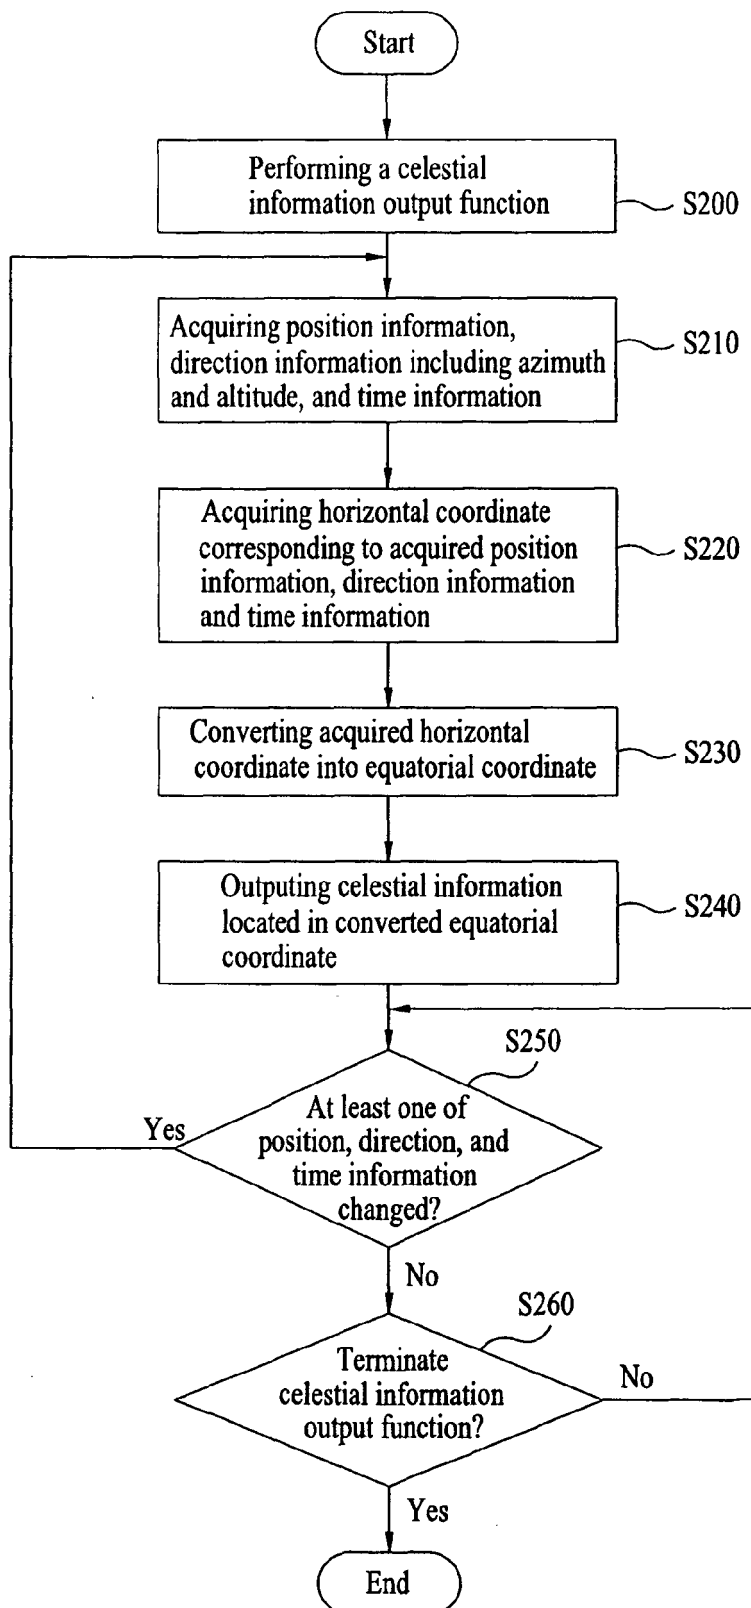 Start
Performing a celestial
information output function
S200
Acquiring position information,
direction information including azimuth
and altitude, and time information
S210
Acquiring horizontal coordinate
corresponding to acquired position
information, direction information
and time information
S220
Converting acquired horizontal
coordinate into equatorial coordinate
S230
Outputing celestial information
located in converted equatorial
coordinate
S240
S250
At least one of
position, direction, and
time information
changed?
Yes
No
S260
Terminate
celestial information
output function?
No
Yes
End